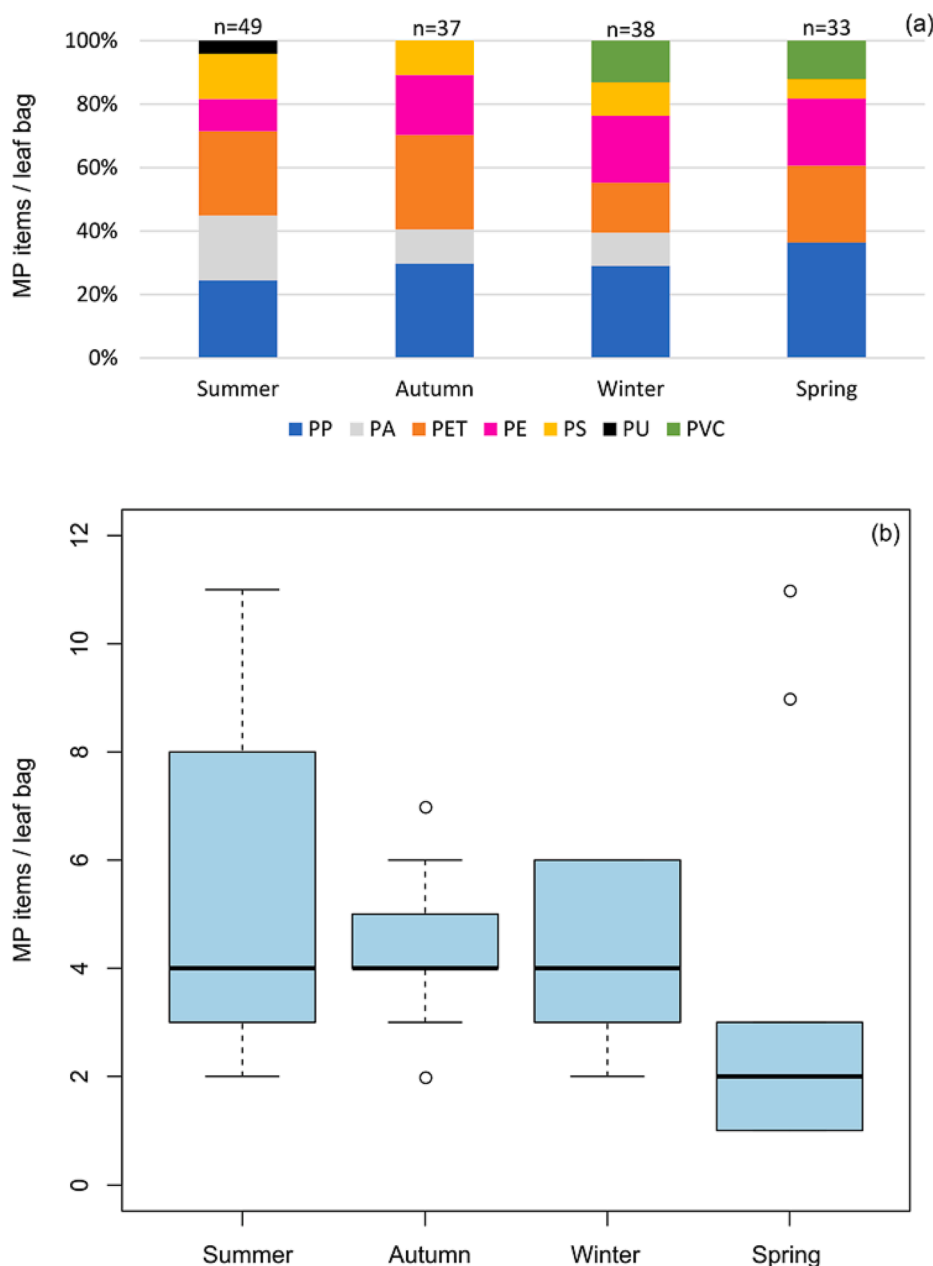 n=49 n=37 n=38 n=33 (a)
100%
80%
60%
40%
20%
0%
MP items / leaf bag
Summer Autumn Winter Spring
PP PA PET PE PS PU PVC
(b)
12
10
8
6
4
2
0
MP items / leaf bag
Summer Autumn Winter Spring